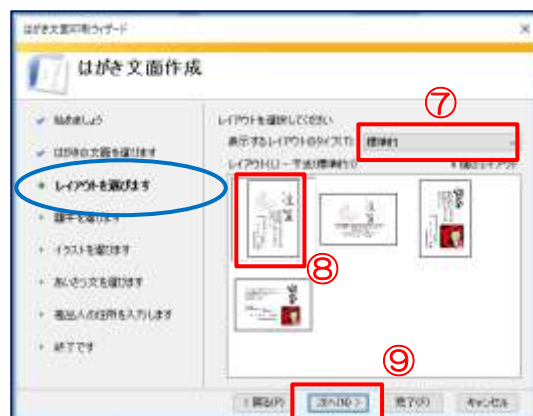 はがき文面印刷ウィザード
はがき文面作成
始めましょう
はがきの文面を選びます
レイアウトを選びます
題字を選びます
イラストを選びます
あいさつ文を選びます
差出人の住所を入力します
終了です
レイアウトを選択してください
⑦
表示するレイアウトのタイプ(T):
標準的
⑧
⑨
< 戻る(P)
次へ(N) >
完了(F)
キャンセル